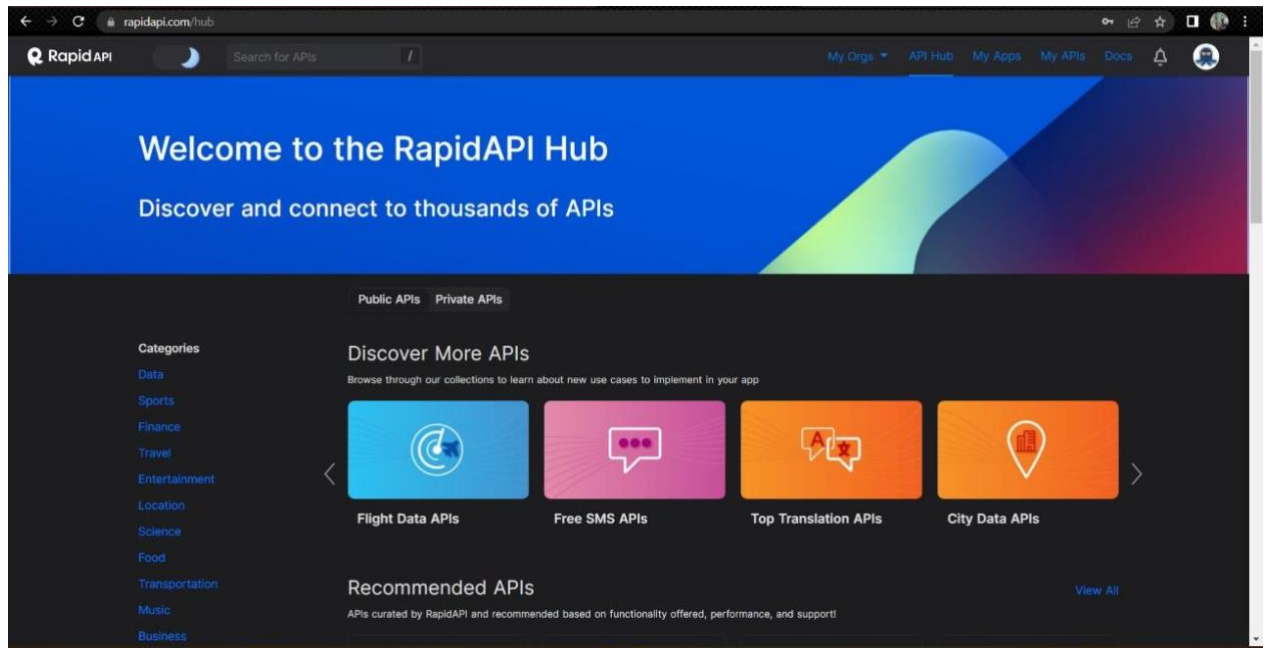 rapidapi.com/hub
Rapid API
Search for APIs
/
My Orgs
API Hub
My Apps
My APIs
Docs
Welcome to the RapidAPI Hub
Discover and connect to thousands of APIs
Public APIs
Private APIs
Categories
Data
Sports
Finance
Travel
Entertainment
Location
Science
Food
Transportation
Music
Business
Discover More APIs
Browse through our collections to learn about new use cases to implement in your app
A
文
Flight Data APIs
Free SMS APIs
Top Translation APIs
City Data APIs
Recommended APIs
View All
APIs curated by RapidAPI and recommended based on functionality offered, performance, and support!